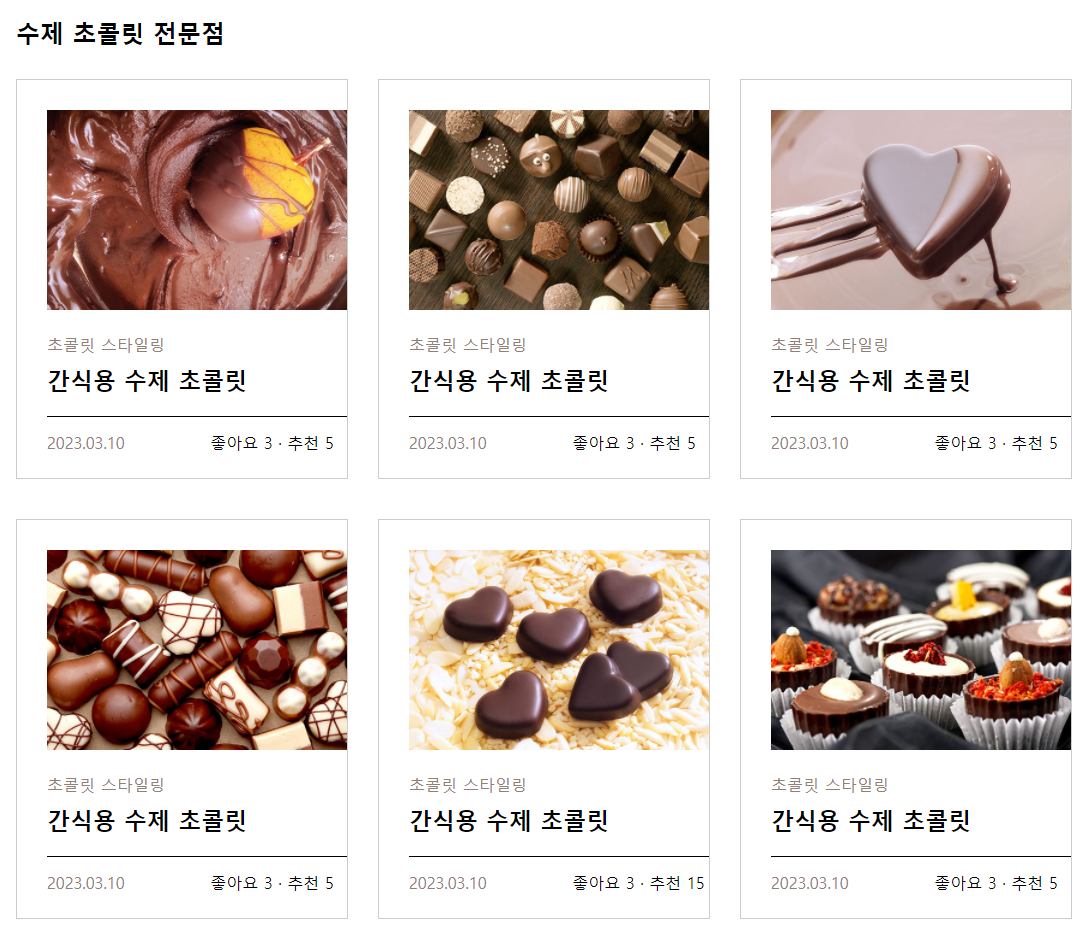 수제 초콜릿 전문점
초콜릿 스타일링
간식용 수제 초콜릿
2023.03.10 좋아요 3 · 추천 5
초콜릿 스타일링
간식용 수제 초콜릿
2023.03.10 좋아요 3 · 추천 5
초콜릿 스타일링
간식용 수제 초콜릿
2023.03.10 좋아요 3 · 추천 5
초콜릿 스타일링
간식용 수제 초콜릿
2023.03.10 좋아요 3 · 추천 5
초콜릿 스타일링
간식용 수제 초콜릿
2023.03.10 좋아요 3 · 추천 15
초콜릿 스타일링
간식용 수제 초콜릿
2023.03.10 좋아요 3 · 추천 5